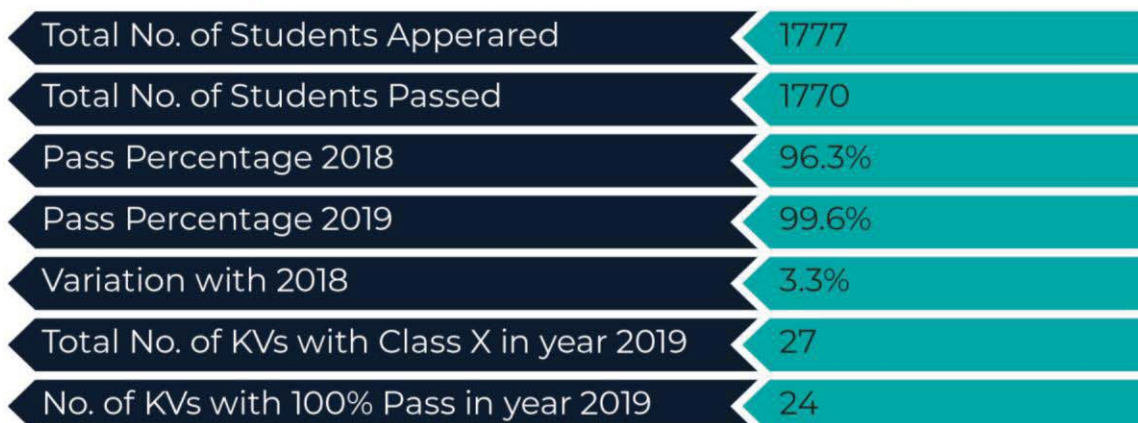 Total No. of Students Apperared 1777
Total No. of Students Passed 1770
Pass Percentage 2018 96.3%
Pass Percentage 2019 99.6%
Variation with 2018 3.3%
Total No. of KVs with Class X in year 2019 27
No. of KVs with 100% Pass in year 2019 24